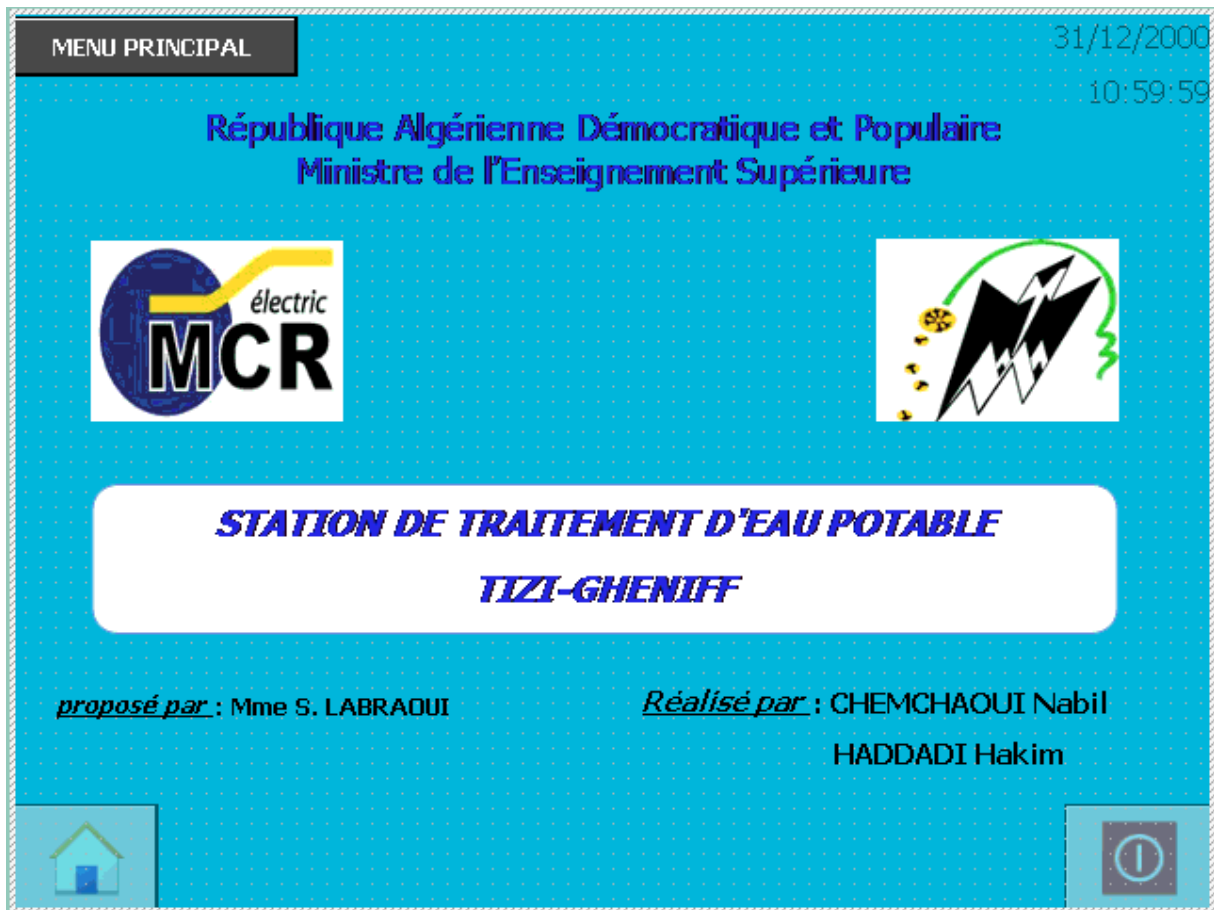 MENU PRINCIPAL
31/12/2000
10:59:59
République Algérienne Démocratique et Populaire
Ministre de l'Enseignement Supérieure
électric
MCR
STATION DE TRAITEMENT D'EAU POTABLE
TIZI-GHENIFF
proposé par : Mme S. LABRAOUI
Réalisé par : CHEMCHAOUI Nabil
HADDADI Hakim